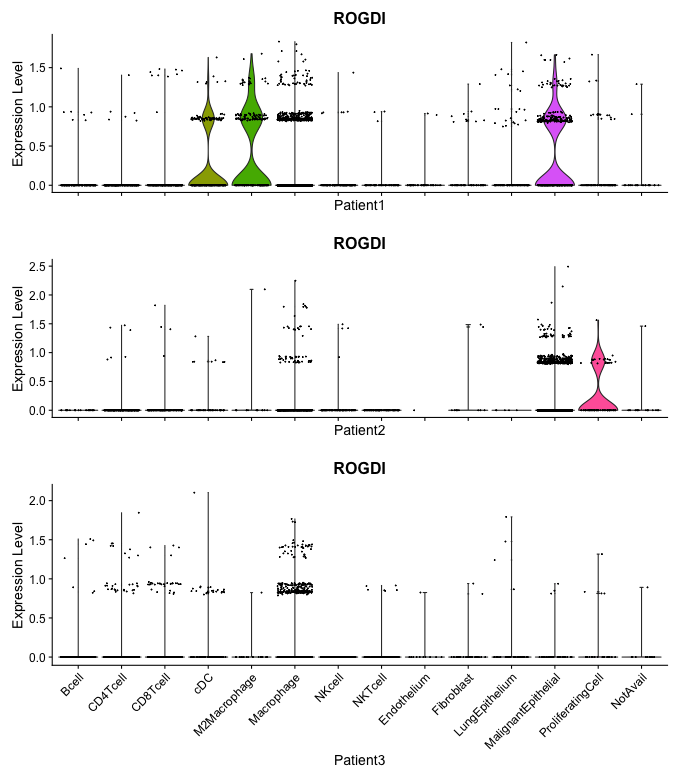 ROGDI
Expression Level
1.5
1.0
0.5
0.0
Patient1
ROGDI
Expression Level
2.5
2.0
1.5
1.0
0.5
0.0
Patient2
ROGDI
Expression Level
2.0
1.5
1.0
0.5
0.0
Bcell
CD4Tcell
CD8Tcell
cDC
M2Macrophage
Macrophage
NKcell
NKTcell
Endothelium
Fibroblast
LungEpithelium
MalignantEpithelial
ProliferatingCell
NotAvail
Patient3